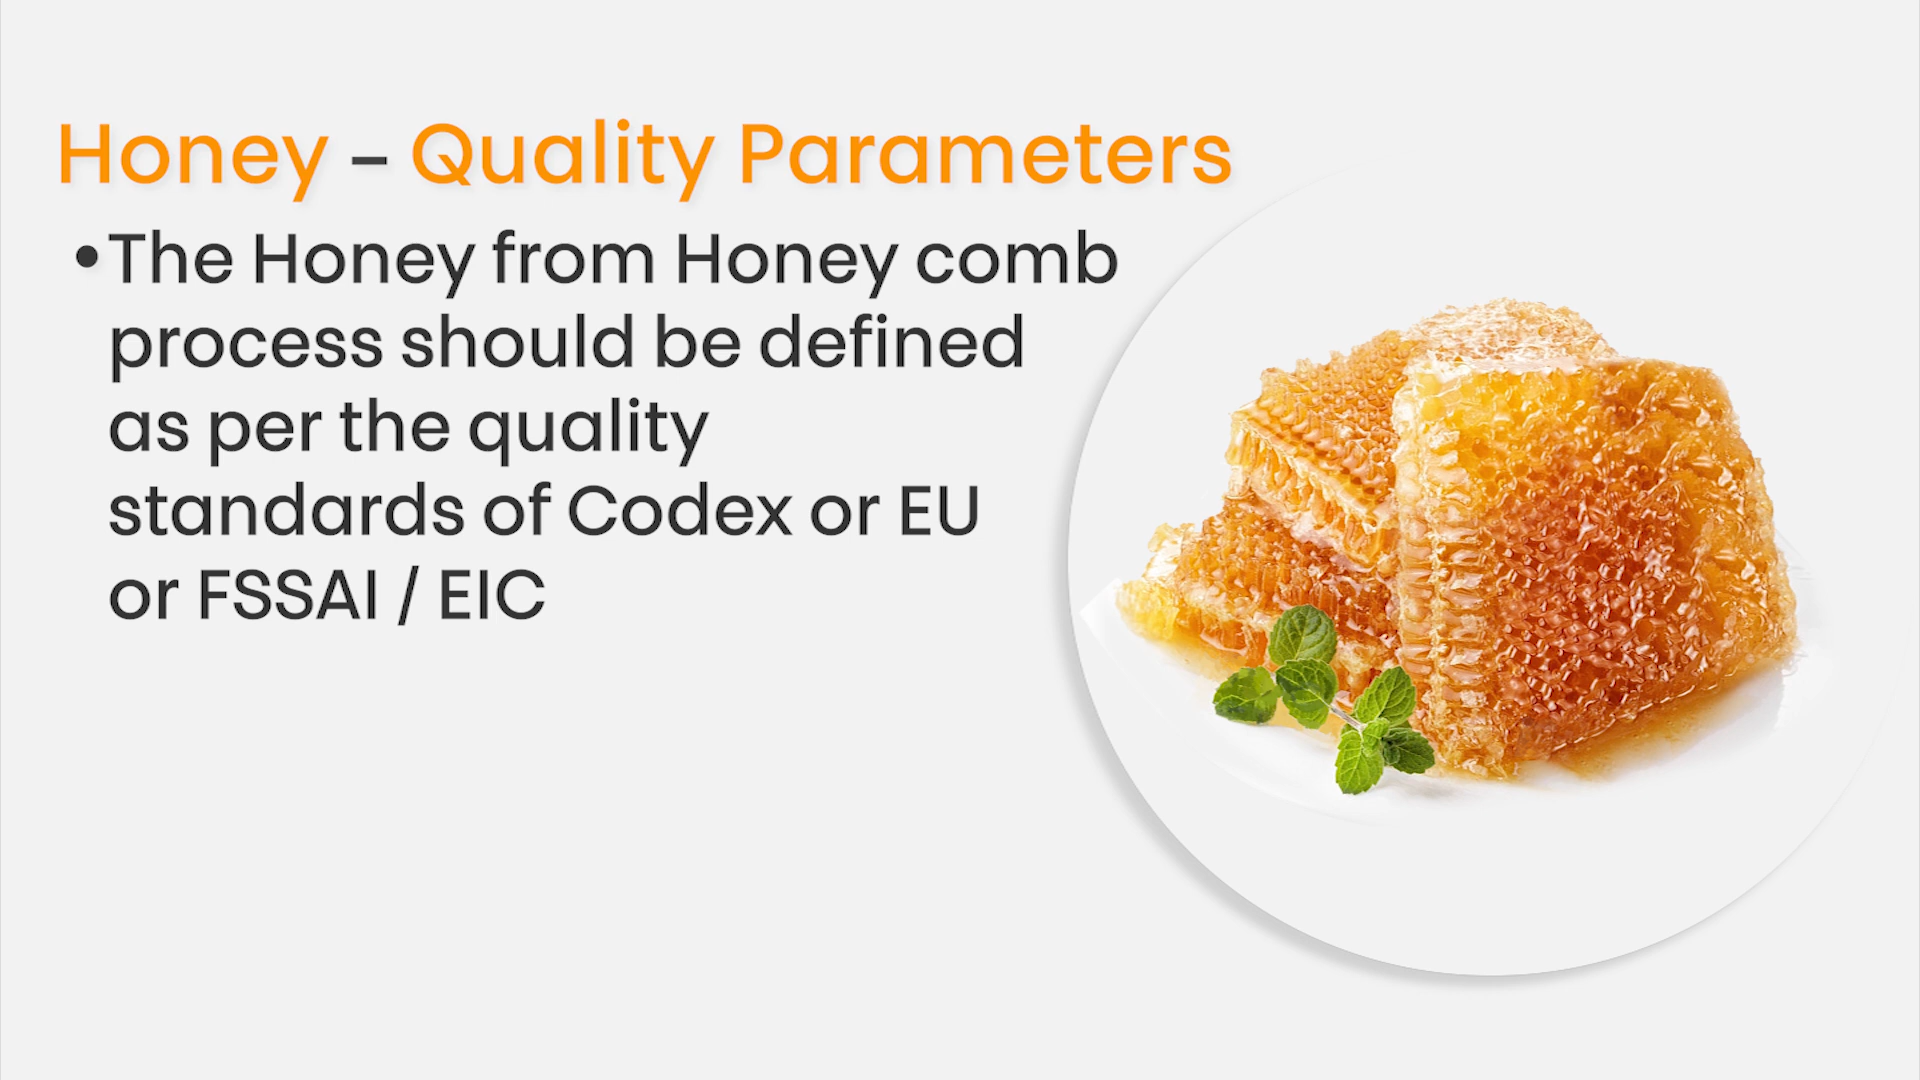 Honey – Quality Parameters
• The Honey from Honey comb
process should be defined
as per the quality
standards of Codex or EU
or FSSAI / EIC